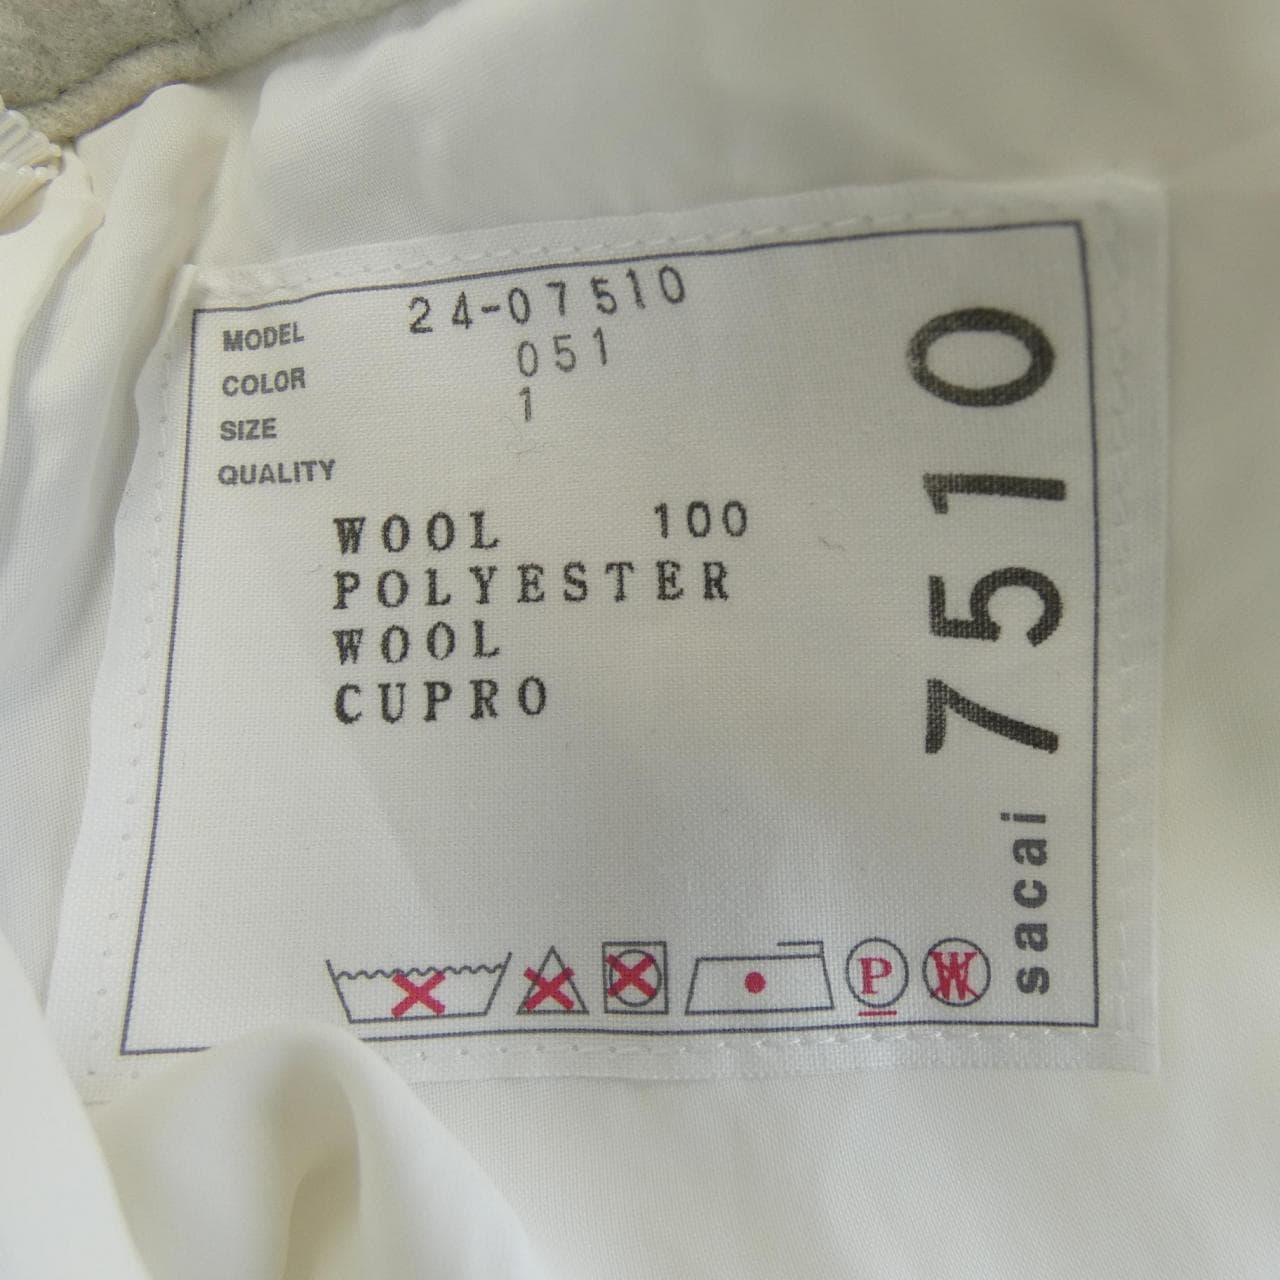 MODEL 24-07510
COLOR 051
SIZE 1
QUALITY
WOOL 100
POLYESTER
WOOL
CUPRO
sacai 7510
P
W